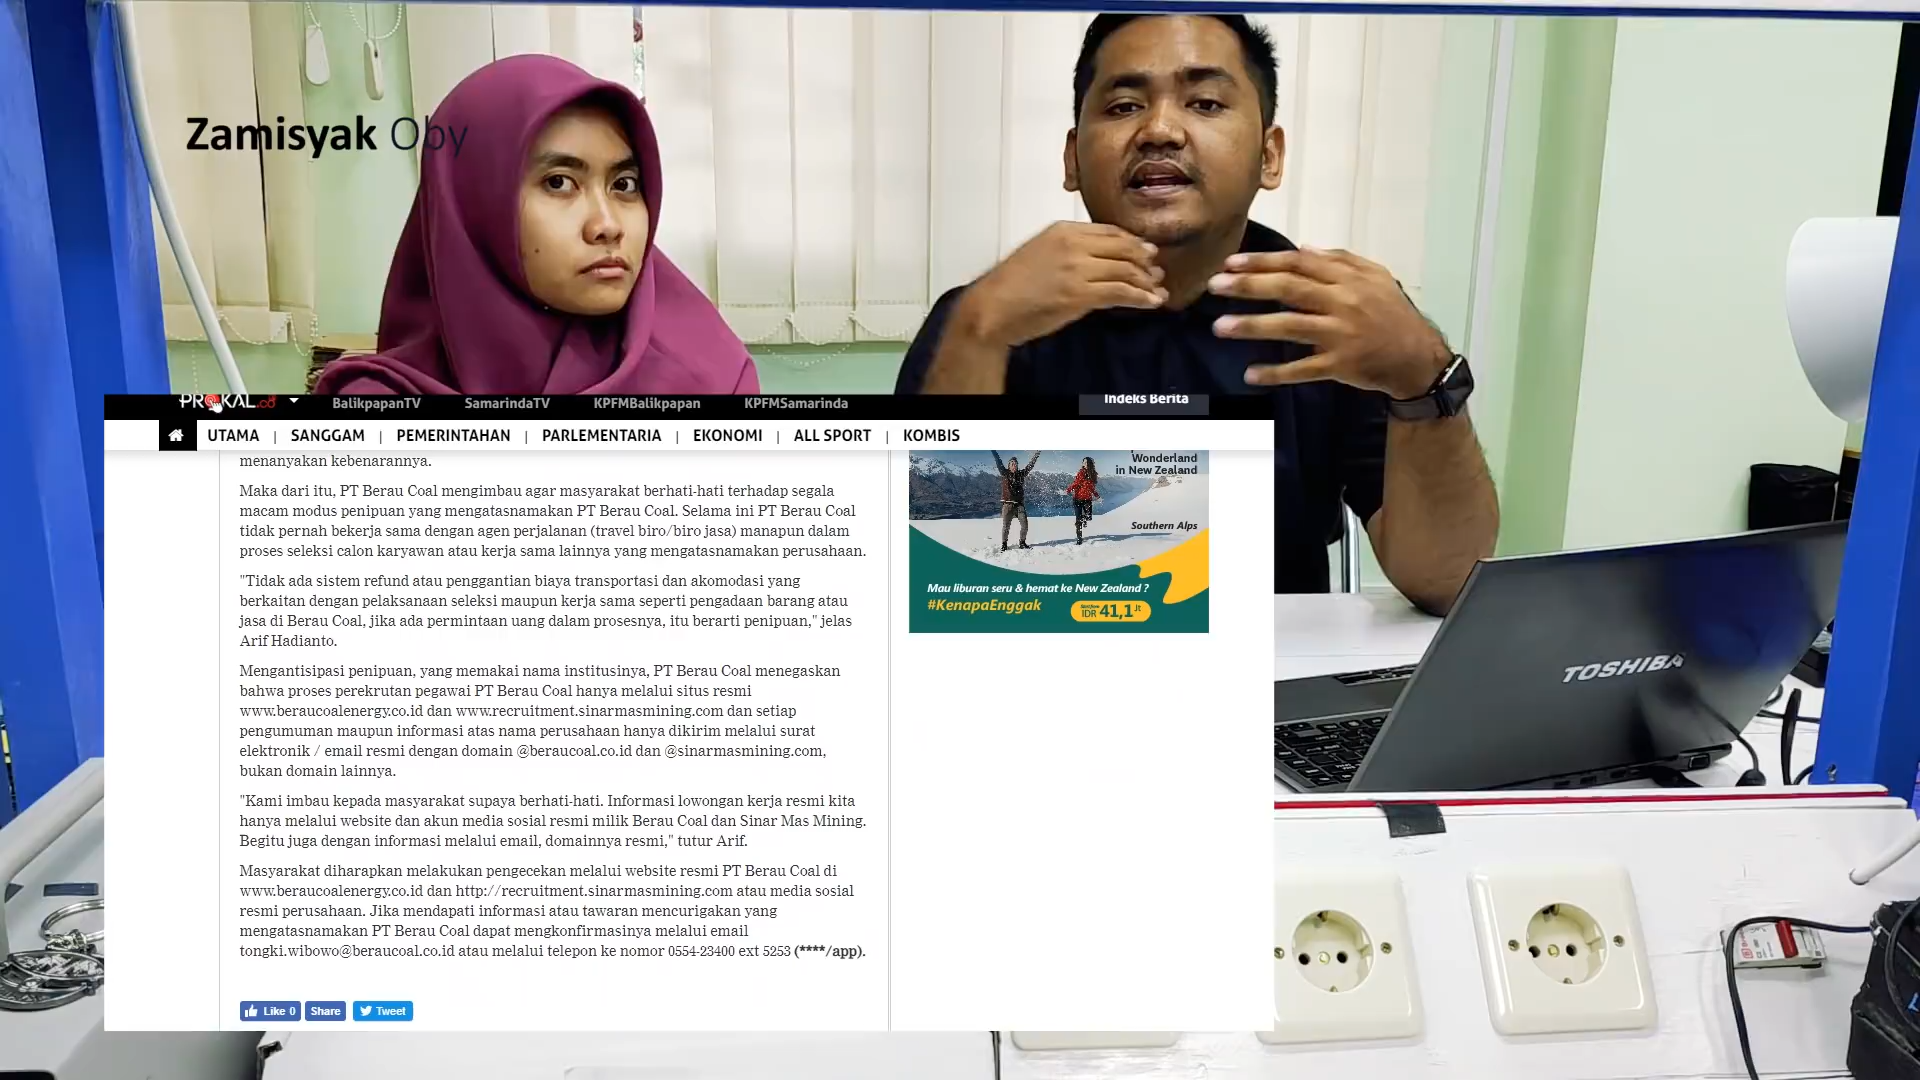 Zamisyak Oby
PROKAL.co
BalikpapanTV
SamarindaTV
KPFMBalikpapan
KPFMSamarinda
Indeks Berita
UTAMA | SANGGAM | PEMERINTAHAN | PARLEMENTARIA | EKONOMI | ALL SPORT | KOMBIS
menanyakan kebenarannya.
Maka dari itu, PT Berau Coal mengimbau agar masyarakat berhati-hati terhadap segala
macam modus penipuan yang mengatasnamakan PT Berau Coal. Selama ini PT Berau Coal
tidak pernah bekerja sama dengan agen perjalanan (travel biro/biro jasa) manapun dalam
proses seleksi calon karyawan atau kerja sama lainnya yang mengatasnamakan perusahaan.
"Tidak ada sistem refund atau penggantian biaya transportasi dan akomodasi yang
berkaitan dengan pelaksanaan seleksi maupun kerja sama seperti pengadaan barang atau
jasa di Berau Coal, jika ada permintaan uang dalam prosesnya, itu berarti penipuan," jelas
Arif Hadianto.
Mengantisipasi penipuan, yang memakai nama institusinya, PT Berau Coal menegaskan
bahwa proses perekrutan pegawai PT Berau Coal hanya melalui situs resmi
www.beraucoalenergy.co.id dan www.recruitment.sinarmasmining.com dan setiap
pengumuman maupun informasi atas nama perusahaan hanya dikirim melalui surat
elektronik / email resmi dengan domain @beraucoal.co.id dan @sinarmasmining.com,
bukan domain lainnya.
"Kami imbau kepada masyarakat supaya berhati-hati. Informasi lowongan kerja resmi kita
hanya melalui website dan akun media sosial resmi milik Berau Coal dan Sinar Mas Mining.
Begitu juga dengan informasi melalui email, domainnya resmi," tutur Arif.
Masyarakat diharapkan melakukan pengecekan melalui website resmi PT Berau Coal di
www.beraucoalenergy.co.id dan http://recruitment.sinarmasmining.com atau media sosial
resmi perusahaan. Jika mendapati informasi atau tawaran mencurigakan yang
mengatasnamakan PT Berau Coal dapat mengkonfirmasinya melalui email
tongki.wibowo@beraucoal.co.id atau melalui telepon ke nomor 0554-23400 ext 5253 (****/app).
Like 0
Share
Tweet
Wonderland
in New Zealand
Southern Alps
Mau liburan seru & hemat ke New Zealand ?
#KenapaEnggak
IDR 41,1 Jt
TOSHIBA